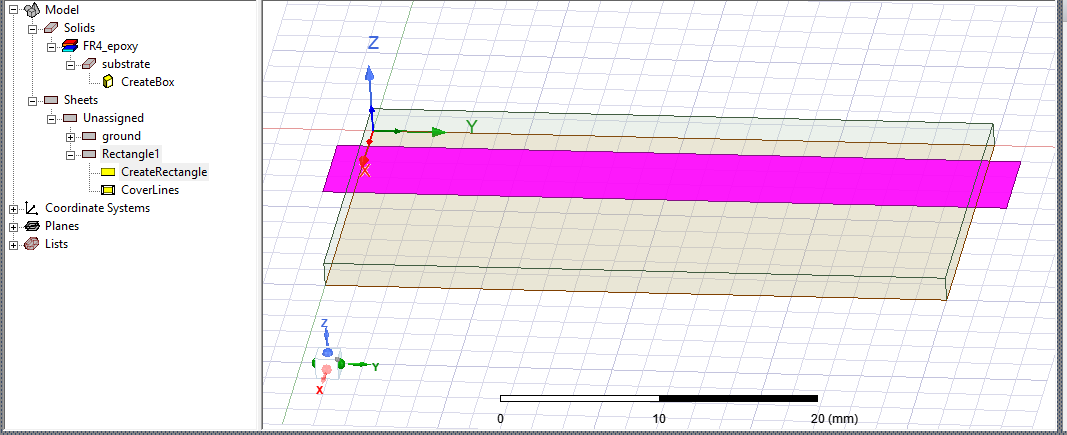 Model
Solids
FR4_epoxy
substrate
CreateBox
Sheets
Unassigned
ground
Rectangle1
CreateRectangle
CoverLines
Coordinate Systems
Planes
Lists
Z
Y
X
Z
Y
X
0
10
20 (mm)